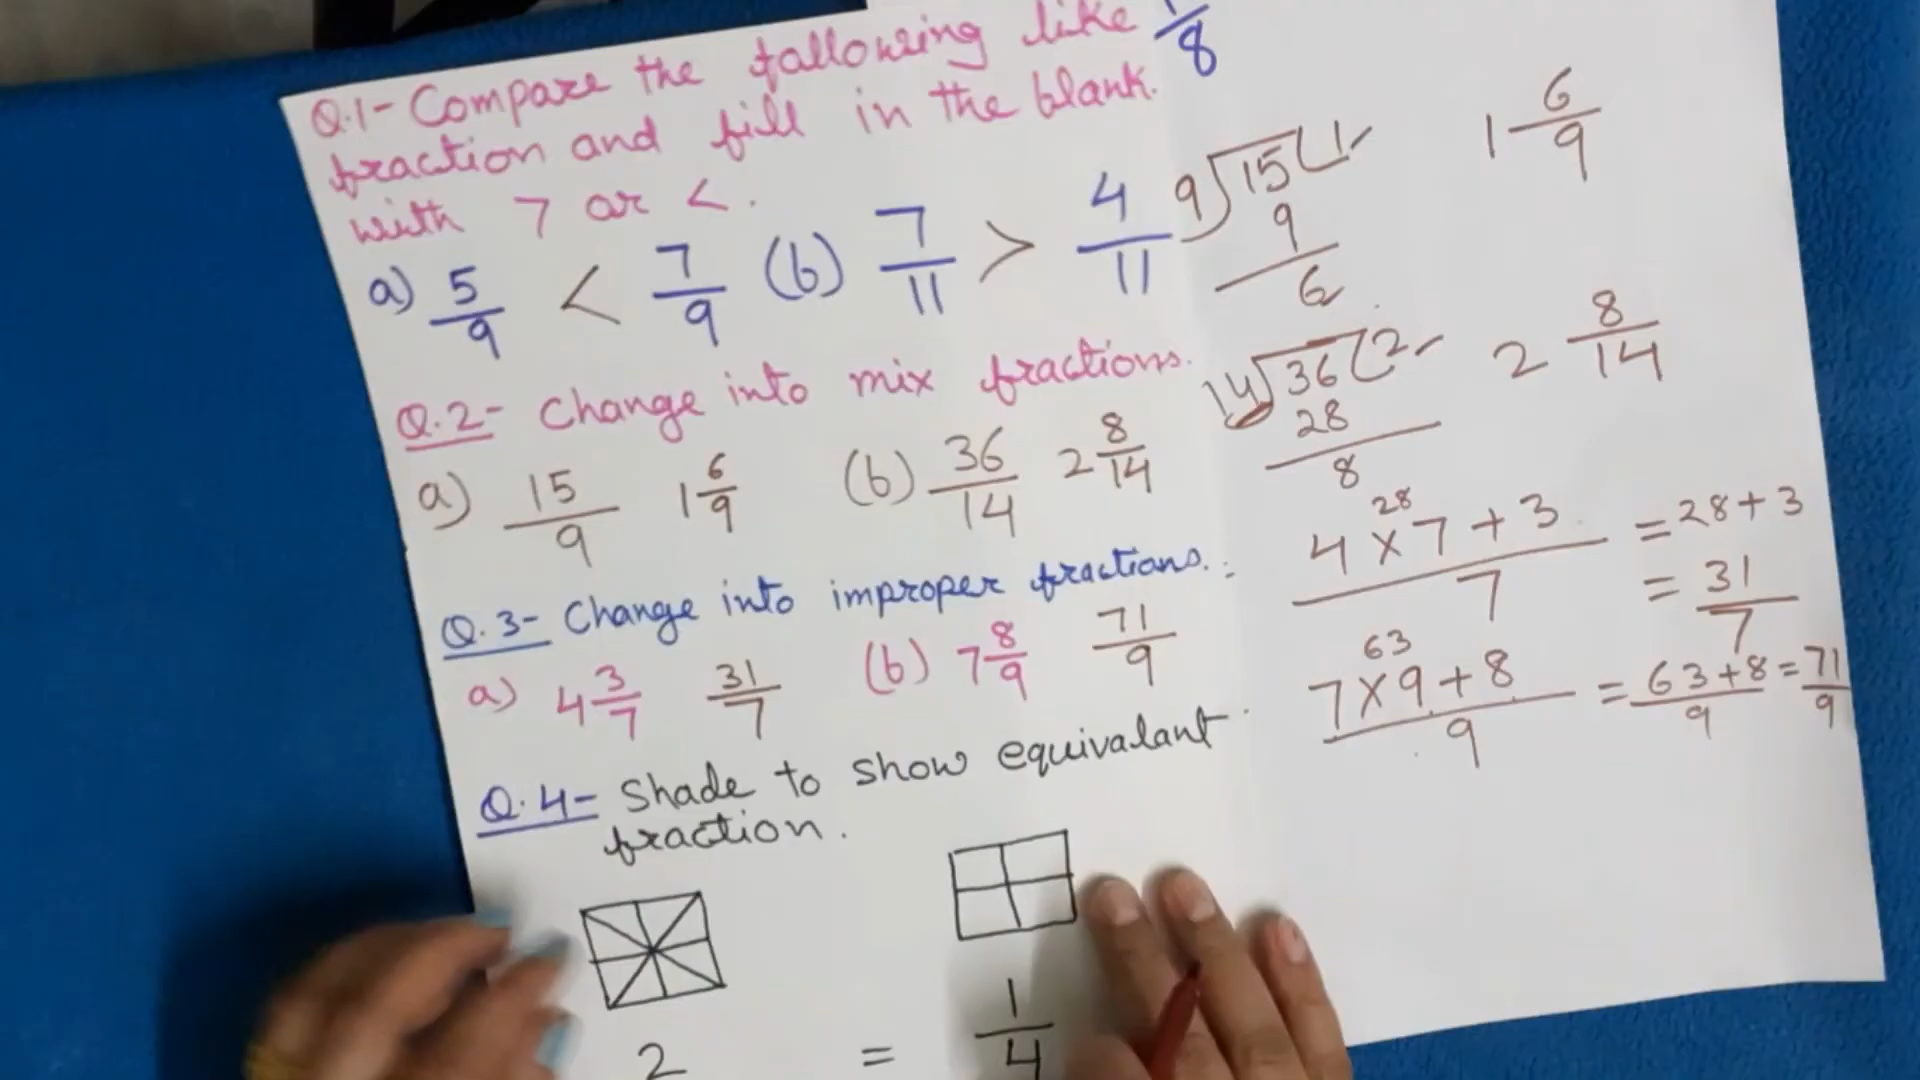 Q.1- Compare the fallowing like
fraction and fill in the blank.
with > or <.
a) 5/9 < 7/9 (b) 7/11 > 4/11
Q.2- Change into mix fractions.
a) 15/9 1 6/9 (b) 36/14 2 8/14
Q.3- Change into improper fractions.
a) 4 3/7 31/7 (b) 7 8/9 71/9
Q.4- Shade to show equivalant
fraction.
2 = 1/4
8
9) 15 (1 1 6/9
9
6
14) 36 (2 2 8/14
28
8
28
4 x 7 + 3 / 7 = 28 + 3
= 31/7
63
7 x 9 + 8 / 9 = 63 + 8 / 9 = 71/9